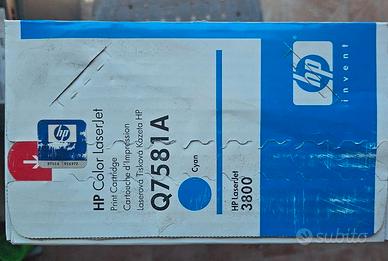 hp
HP Color LaserJet
Print Cartridge
Cartouche d'Impression
Laserová Tisková Kazeta HP
Q7581A
Cyan
HP LaserJet
3800
hp
invent
subito